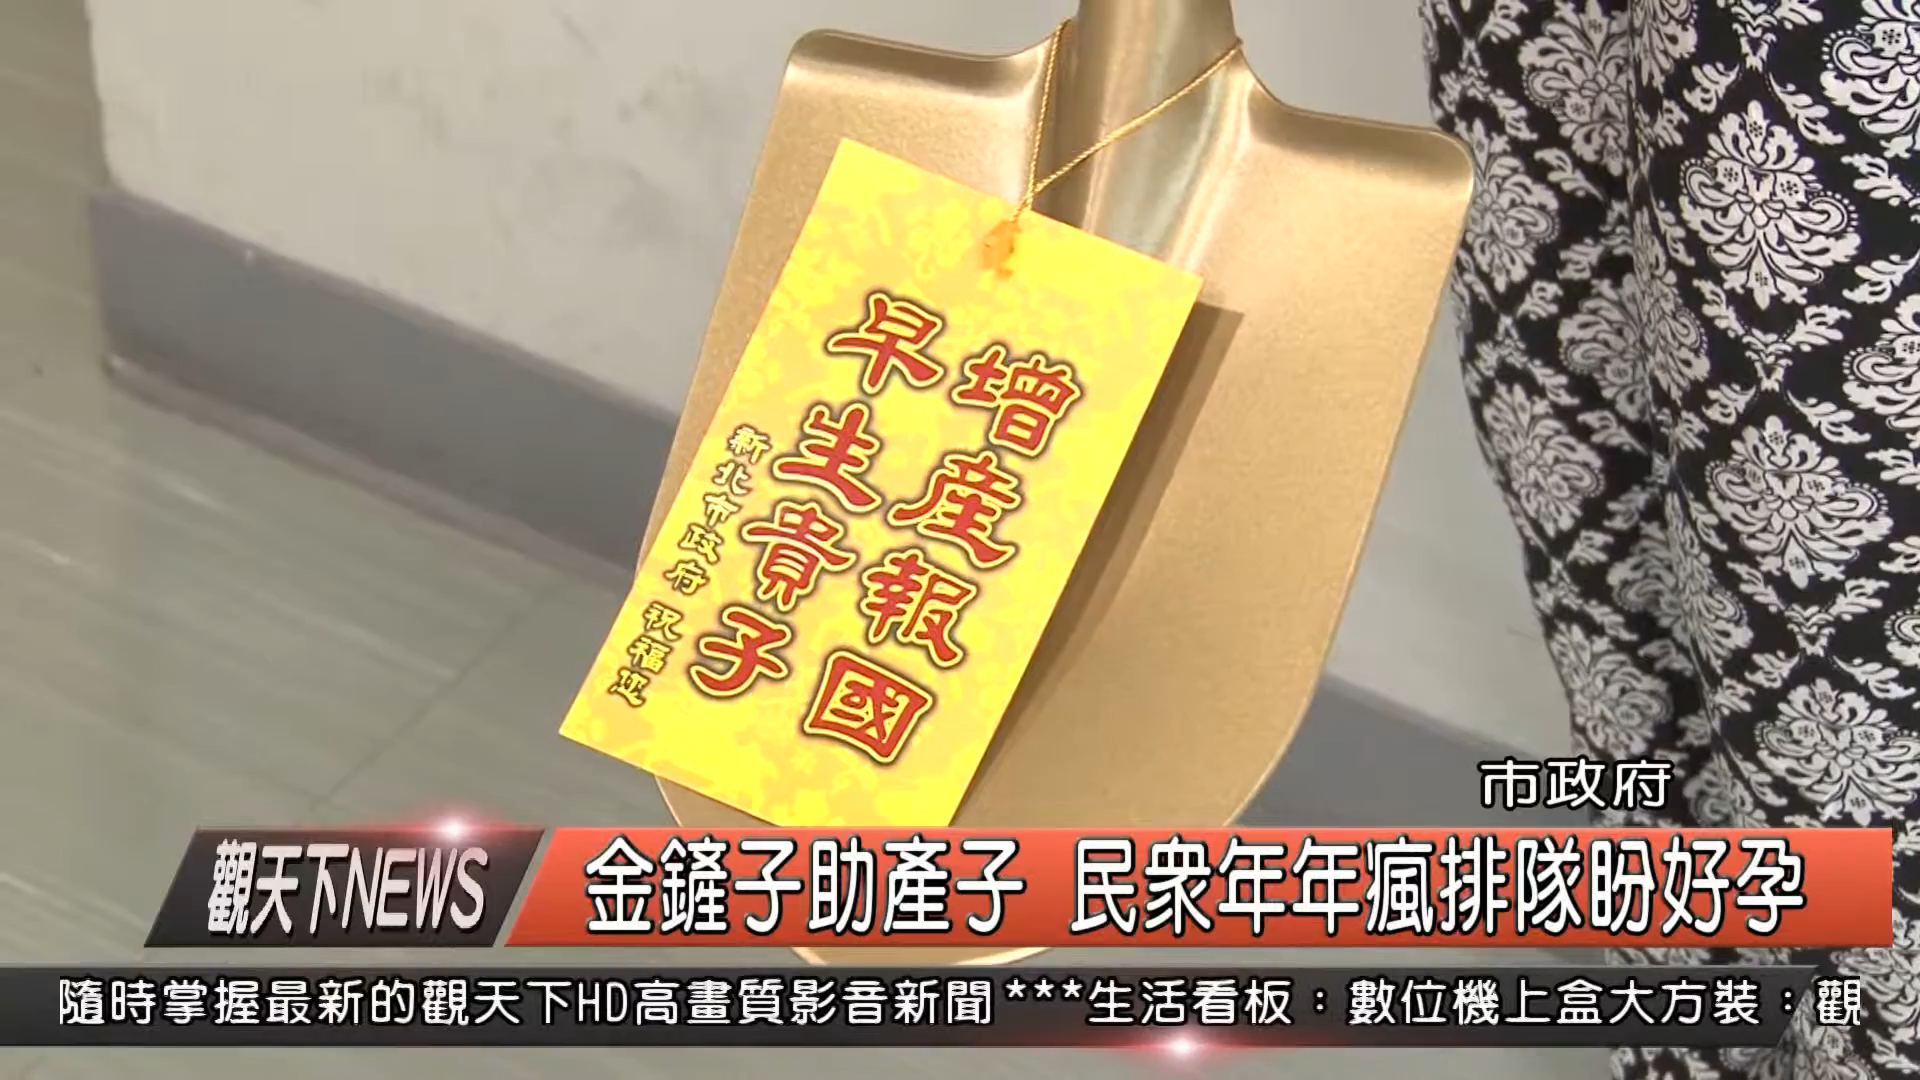 增產報國
早生貴子
新北市政府 祝福您
市政府
觀天下NEWS
金鏟子助產子 民眾年年瘋排隊盼好孕
隨時掌握最新的觀天下HD高畫質影音新聞***生活看板：數位機上盒大方裝：觀